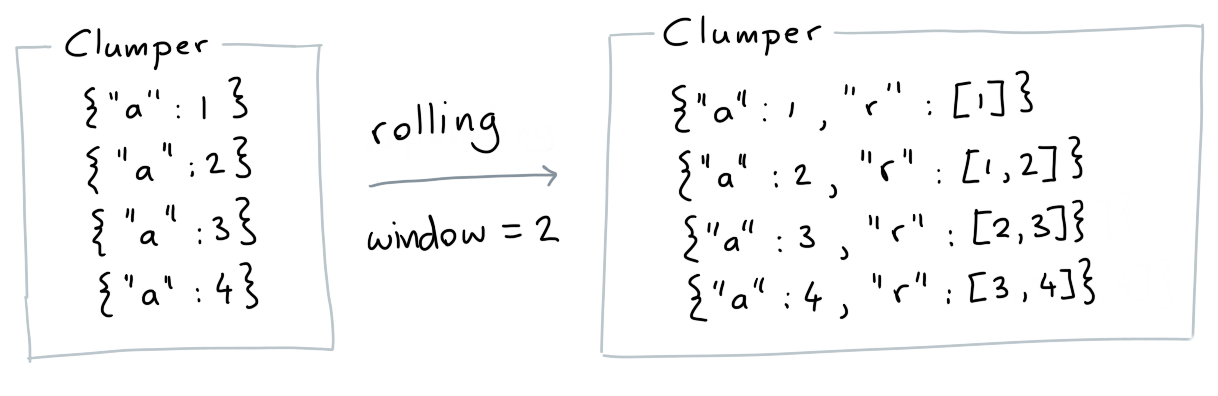 Clumper
{"a" : 1 }
{ "a" : 2 }
{ "a" : 3 }
{ "a" : 4 }
rolling
window = 2
Clumper
{"a" : 1 , "r" : [1] }
{"a" : 2 , "r" : [1,2] }
{"a" : 3 , "r" : [2,3] }
{"a" : 4 , "r" : [3,4] }